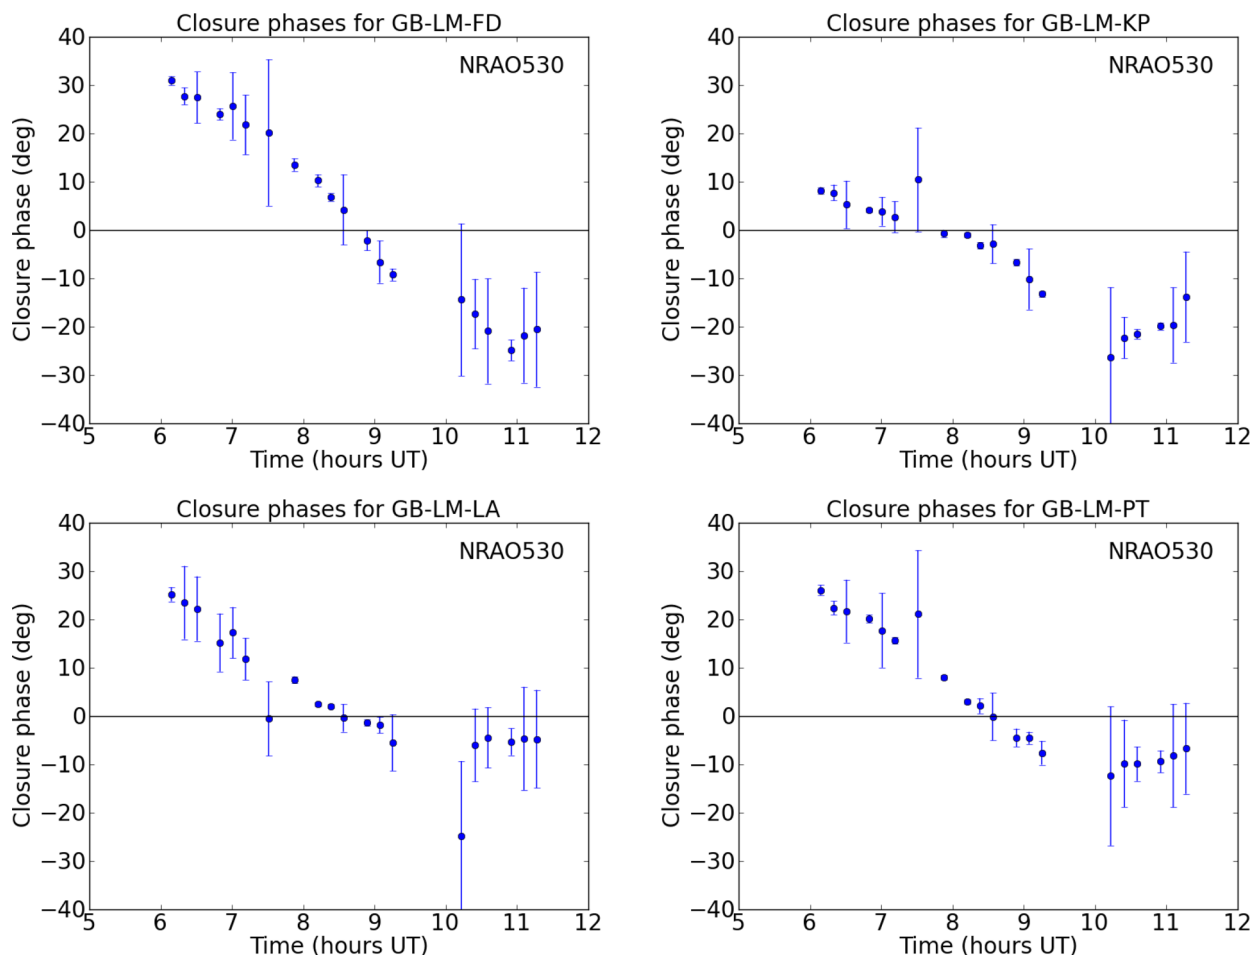 Closure phases for GB-LM-FD
NRAO530
Closure phase (deg)
40
30
20
10
0
−10
−20
−30
−40
5 6 7 8 9 10 11 12
Time (hours UT)
Closure phases for GB-LM-KP
NRAO530
Closure phase (deg)
40
30
20
10
0
−10
−20
−30
−40
5 6 7 8 9 10 11 12
Time (hours UT)
Closure phases for GB-LM-LA
NRAO530
Closure phase (deg)
40
30
20
10
0
−10
−20
−30
−40
5 6 7 8 9 10 11 12
Time (hours UT)
Closure phases for GB-LM-PT
NRAO530
Closure phase (deg)
40
30
20
10
0
−10
−20
−30
−40
5 6 7 8 9 10 11 12
Time (hours UT)